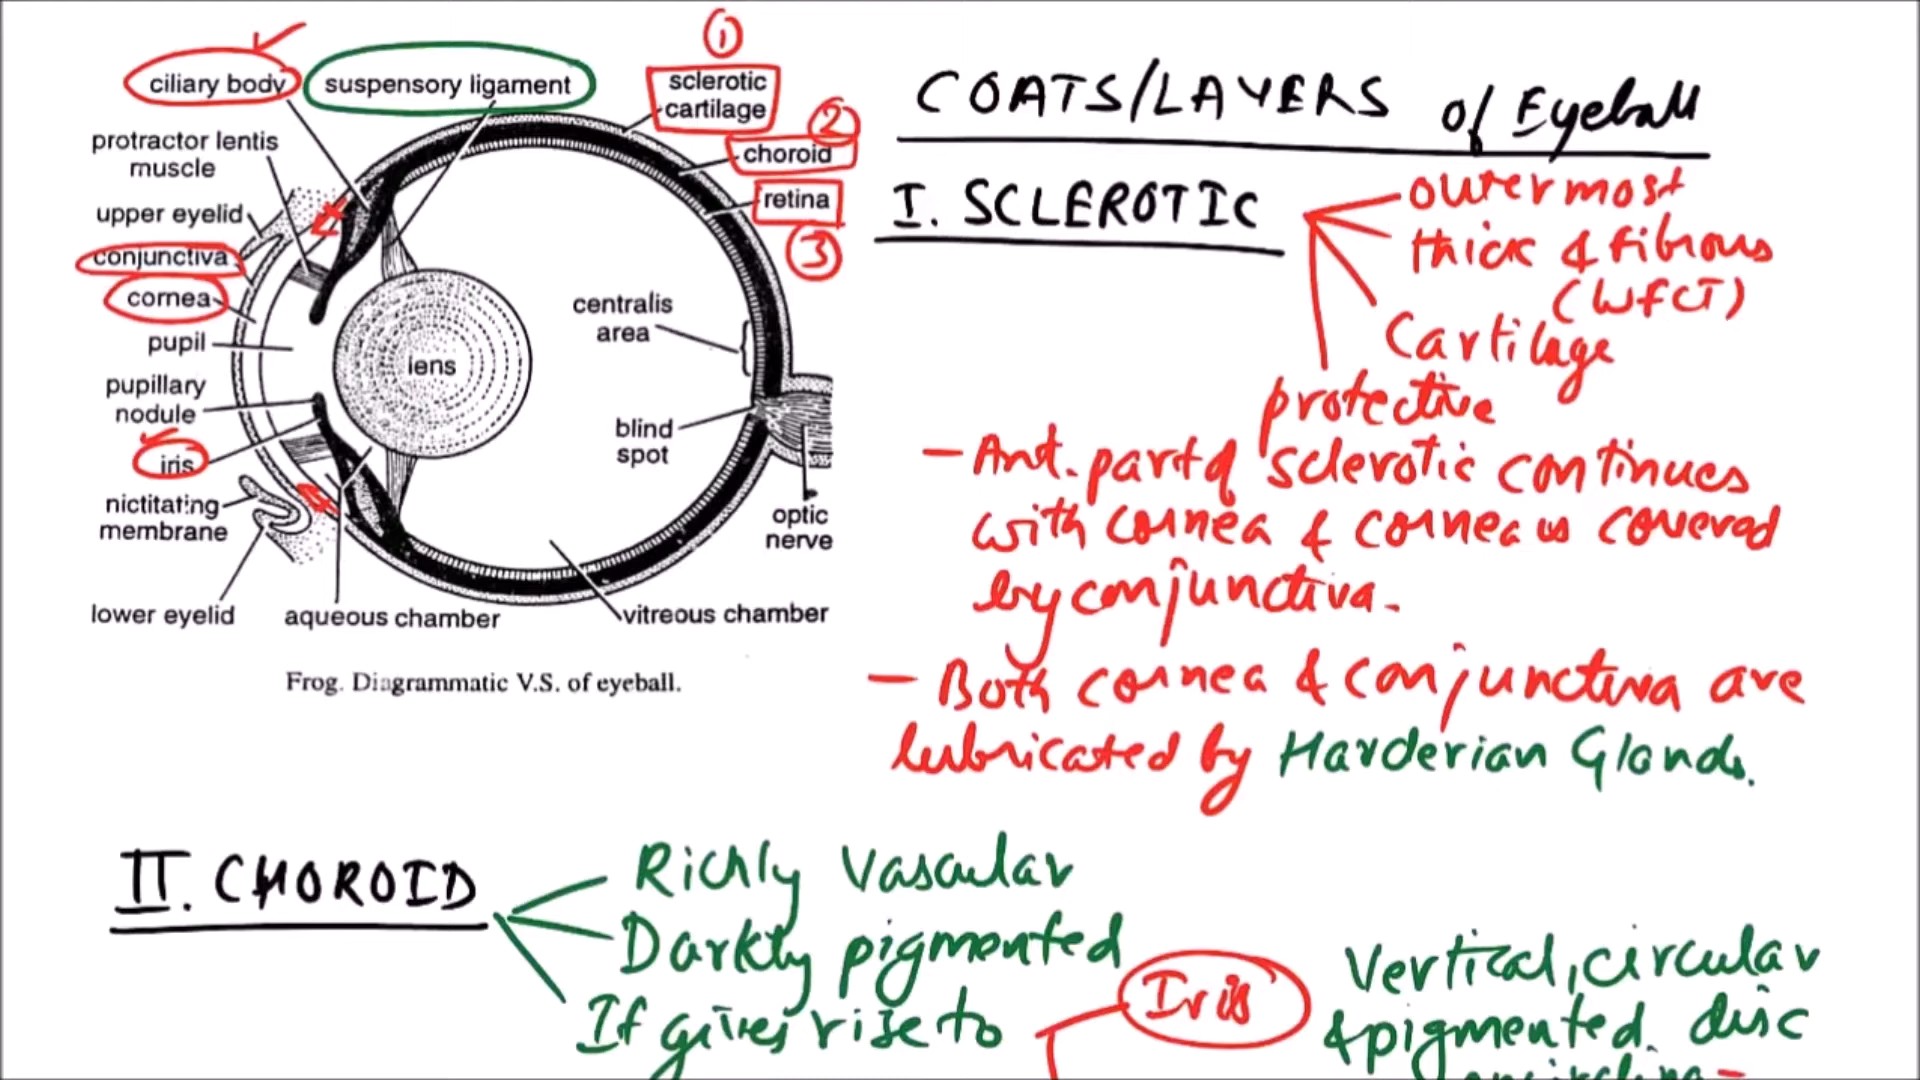 ①
ciliary body
suspensory ligament
sclerotic
cartilage
②
protractor lentis
muscle
choroid
upper eyelid
retina
③
conjunctiva
cornea
pupil
centralis
area
pupillary
nodule
lens
blind
spot
iris
nictitating
membrane
optic
nerve
lower eyelid
aqueous chamber
vitreous chamber
Frog. Diagrammatic V.S. of eyeball.
COATS/LAYERS of Eyeball
I. SCLEROTIC
outermost
thick & fibrous
(WFCT)
Cartilage
protective
- Ant. part of sclerotic continues
with cornea & cornea is covered
by conjunctiva.
- Both cornea & conjunctiva are
lubricated by Harderian Glands.
II. CHOROID
Richly Vascular
Darkly pigmented
It gives rise to
Iris
Vertical, circular
& pigmented disc
encircling -